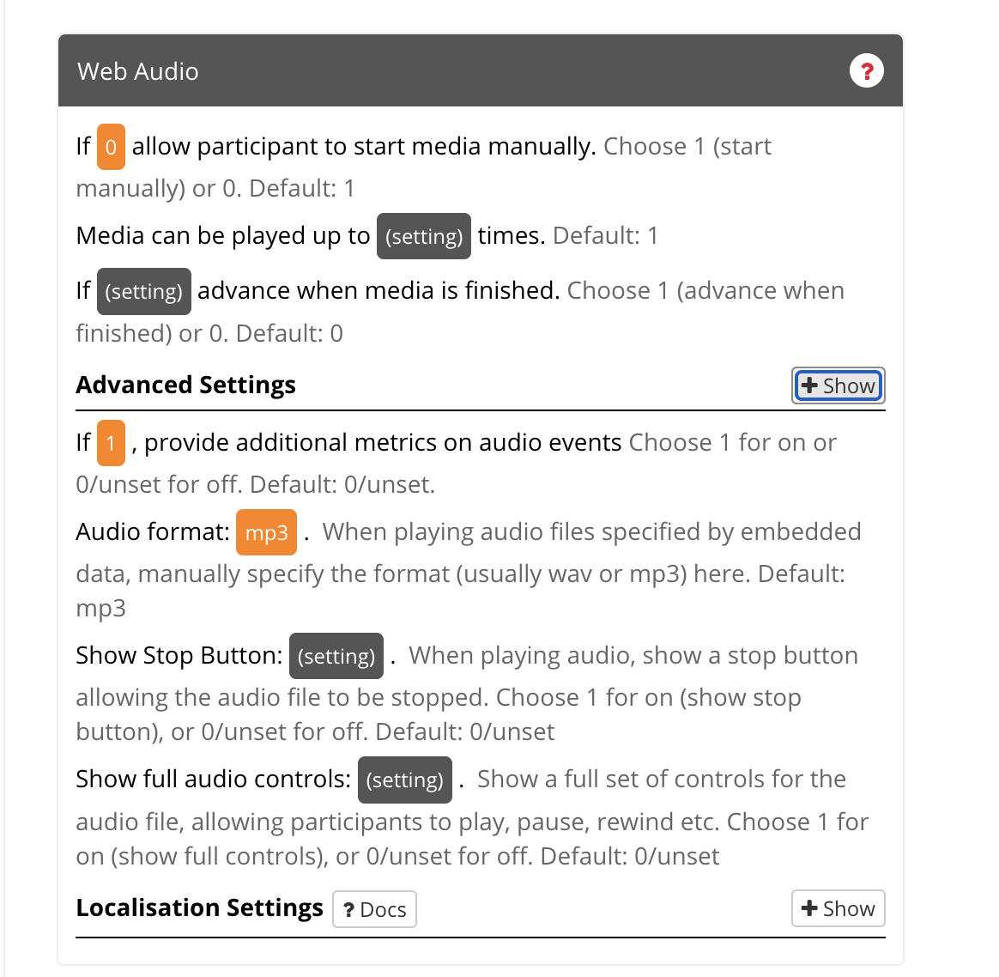 Web Audio ?
If 0 allow participant to start media manually. Choose 1 (start
manually) or 0. Default: 1
Media can be played up to (setting) times. Default: 1
If (setting) advance when media is finished. Choose 1 (advance when
finished) or 0. Default: 0
Advanced Settings + Show
If 1 , provide additional metrics on audio events Choose 1 for on or
0/unset for off. Default: 0/unset.
Audio format: mp3 . When playing audio files specified by embedded
data, manually specify the format (usually wav or mp3) here. Default:
mp3
Show Stop Button: (setting) . When playing audio, show a stop button
allowing the audio file to be stopped. Choose 1 for on (show stop
button), or 0/unset for off. Default: 0/unset
Show full audio controls: (setting) . Show a full set of controls for the
audio file, allowing participants to play, pause, rewind etc. Choose 1 for
on (show full controls), or 0/unset for off. Default: 0/unset
Localisation Settings ? Docs + Show